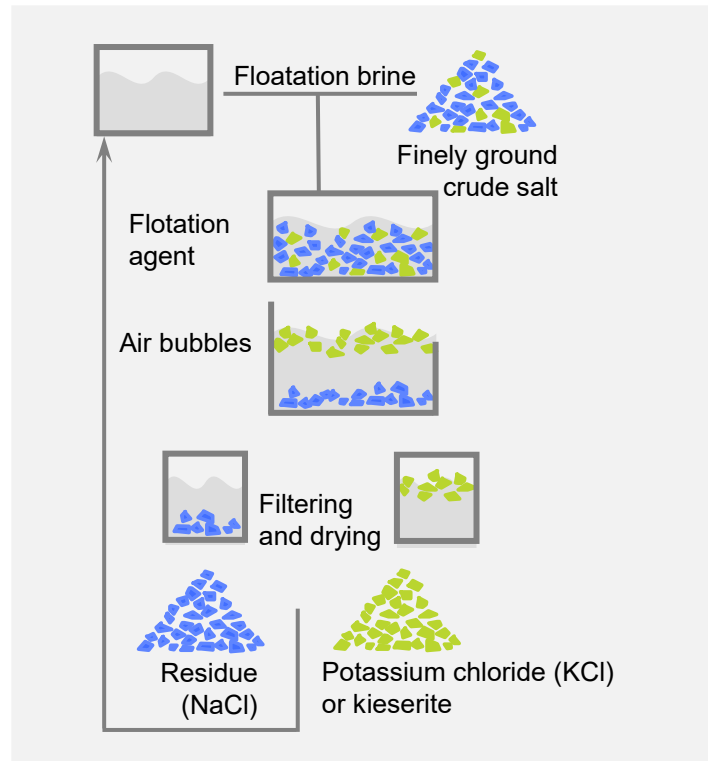 Floatation brine
Finely ground
crude salt
Flotation
agent
Air bubbles
Filtering
and drying
Residue
(NaCl)
Potassium chloride (KCl)
or kieserite